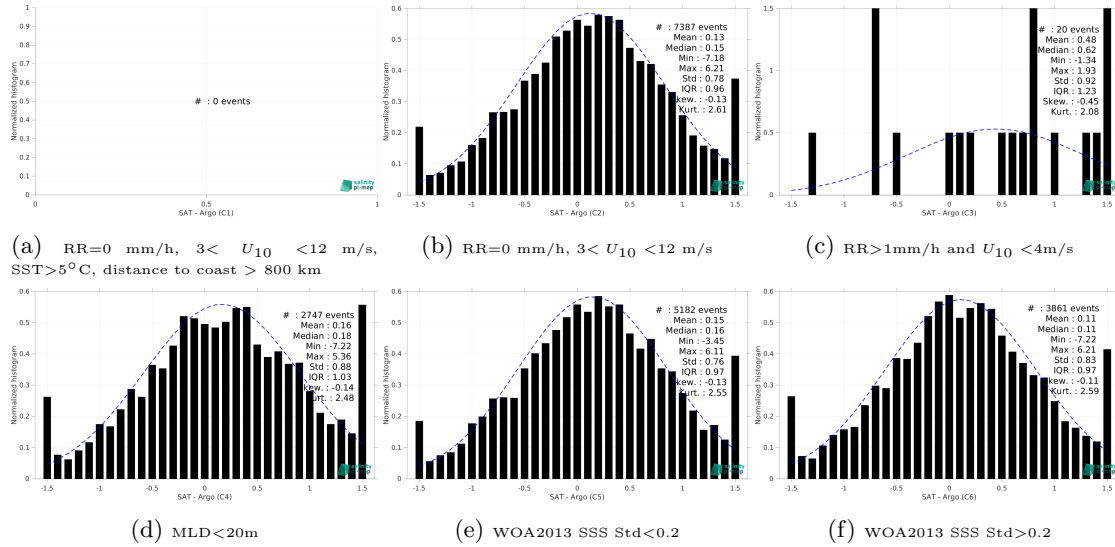 1
0.9
0.8
0.7
0.6
0.5
0.4
0.3
0.2
0.1
0
Normalized histogram
# : 0 events
salinity
pi-mep
0 0.5 1
SAT - Argo (C1)
(a) RR=0 mm/h, 3< U10 <12 m/s,
SST>5°C, distance to coast > 800 km
0.6
0.5
0.4
0.3
0.2
0.1
0
Normalized histogram
# : 7387 events
Mean : 0.13
Median : 0.15
Min : -7.18
Max : 6.21
Std : 0.78
IQR : 0.96
Skew. : -0.13
Kurt. : 2.61
salinity
pi-mep
-1.5 -1 -0.5 0 0.5 1 1.5
SAT - Argo (C2)
(b) RR=0 mm/h, 3< U10 <12 m/s
1.5
1
0.5
0
Normalized histogram
# : 20 events
Mean : 0.48
Median : 0.62
Min : -1.34
Max : 1.93
Std : 0.92
IQR : 1.23
Skew. : -0.45
Kurt. : 2.08
salinity
pi-mep
-1.5 -1 -0.5 0 0.5 1 1.5
SAT - Argo (C3)
(c) RR>1mm/h and U10 <4m/s
0.6
0.5
0.4
0.3
0.2
0.1
0
Normalized histogram
# : 2747 events
Mean : 0.16
Median : 0.18
Min : -7.22
Max : 5.36
Std : 0.88
IQR : 1.03
Skew. : -0.14
Kurt. : 2.48
salinity
pi-mep
-1.5 -1 -0.5 0 0.5 1 1.5
SAT - Argo (C4)
(d) MLD<20m
0.6
0.5
0.4
0.3
0.2
0.1
0
Normalized histogram
# : 5182 events
Mean : 0.15
Median : 0.16
Min : -3.45
Max : 6.11
Std : 0.76
IQR : 0.97
Skew. : -0.13
Kurt. : 2.55
salinity
pi-mep
-1.5 -1 -0.5 0 0.5 1 1.5
SAT - Argo (C5)
(e) WOA2013 SSS Std<0.2
0.6
0.5
0.4
0.3
0.2
0.1
0
Normalized histogram
# : 3861 events
Mean : 0.11
Median : 0.11
Min : -7.22
Max : 6.21
Std : 0.83
IQR : 0.97
Skew. : -0.11
Kurt. : 2.59
salinity
pi-mep
-1.5 -1 -0.5 0 0.5 1 1.5
SAT - Argo (C6)
(f) WOA2013 SSS Std>0.2